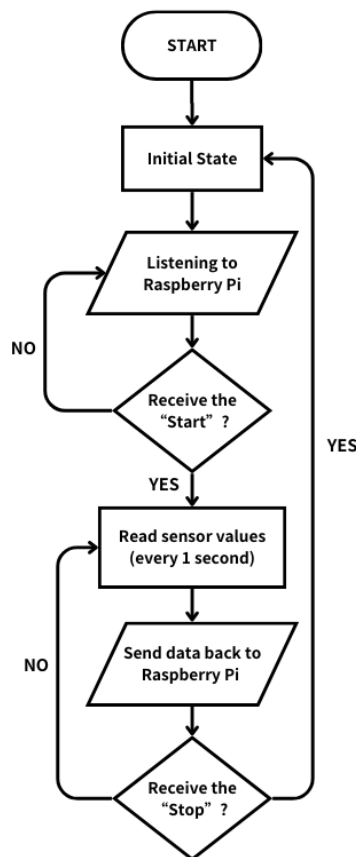 START
Initial State
Listening to
Raspberry Pi
NO
Receive the
“Start” ?
YES
YES
Read sensor values
(every 1 second)
NO
Send data back to
Raspberry Pi
Receive the
“Stop” ?